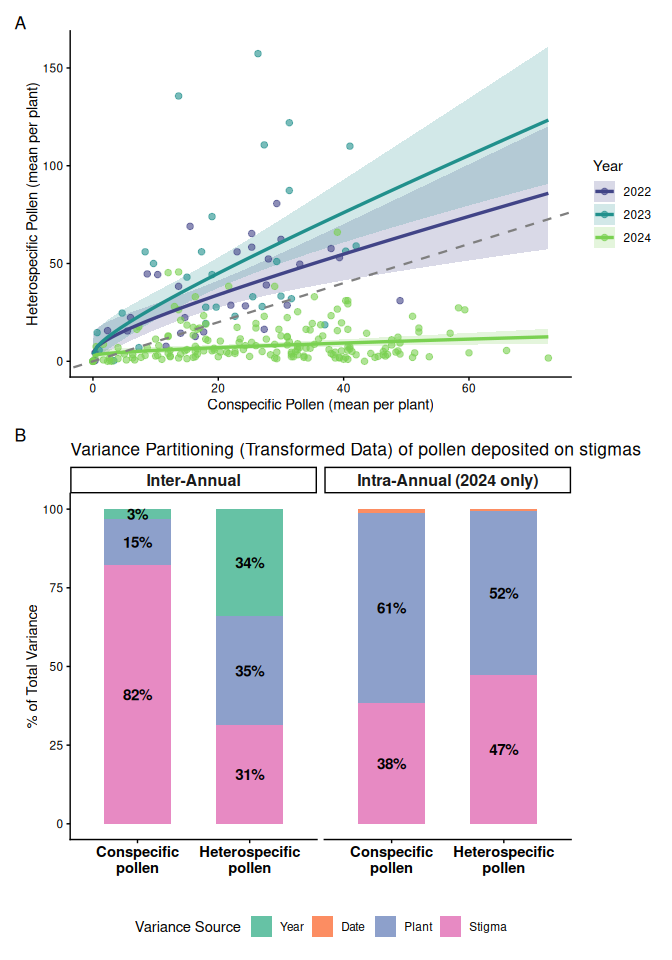 A
Heterospecific Pollen (mean per plant)
150
100
50
0
0 20 40 60
Conspecific Pollen (mean per plant)
Year
2022
2023
2024
B
Variance Partitioning (Transformed Data) of pollen deposited on stigmas
Inter-Annual Intra-Annual (2024 only)
% of Total Variance
100
75
50
25
0
3%
15%
82%
34%
35%
31%
61%
38%
52%
47%
Conspecific pollen
Heterospecific pollen
Conspecific pollen
Heterospecific pollen
Variance Source Year Date Plant Stigma